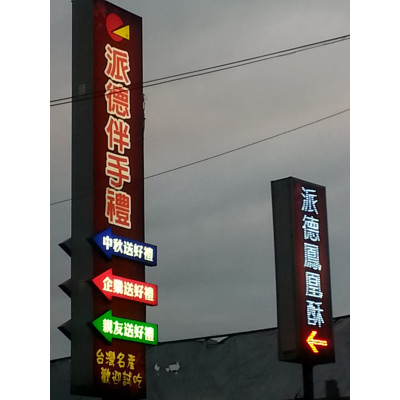 派德伴手禮
中秋送好禮
企業送好禮
親友送好禮
台灣名產
歡迎試吃
派德鳳凰酥